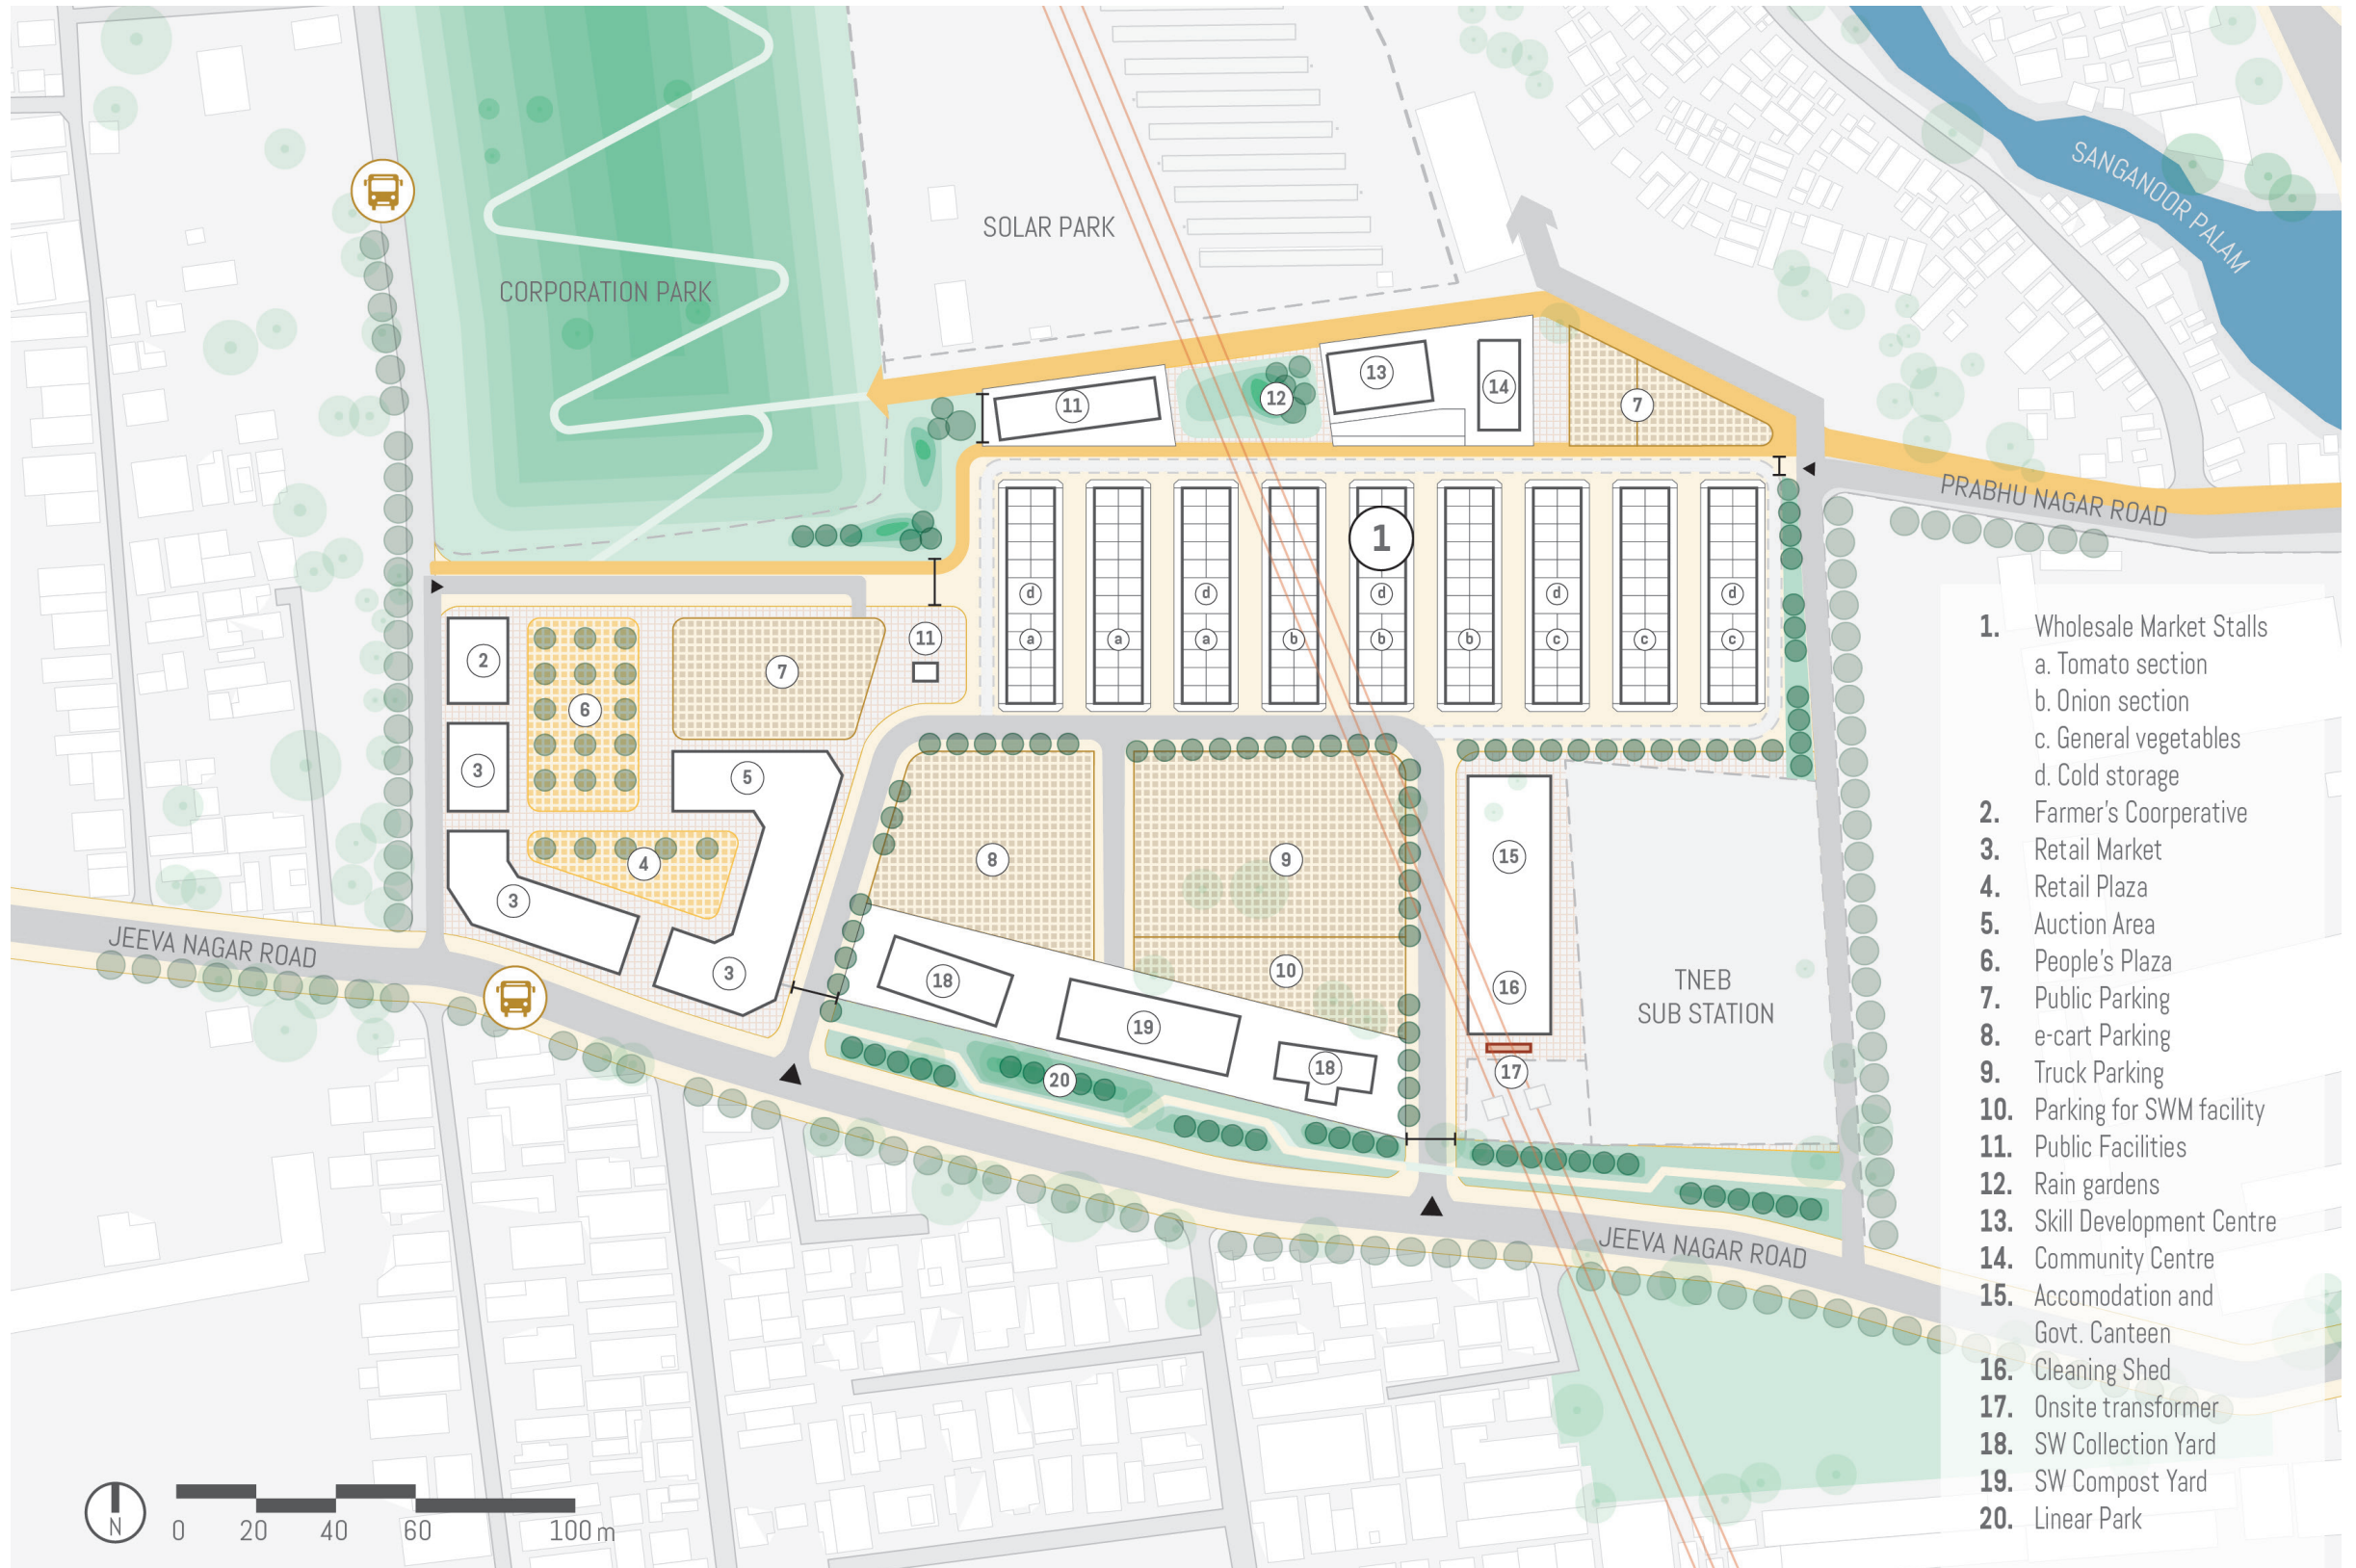 SANGANOOR PALAM
SOLAR PARK
CORPORATION PARK
13
14
11
12
7
PRABHU NAGAR ROAD
1
d
d
d
d
d
a
a
a
b
b
b
c
c
c
2
6
7
11
3
5
4
3
3
8
9
15
JEEVA NAGAR ROAD
18
10
16
TNEB
SUB STATION
19
18
17
20
JEEVA NAGAR ROAD
1. Wholesale Market Stalls
a. Tomato section
b. Onion section
c. General vegetables
d. Cold storage
2. Farmer's Coorperative
3. Retail Market
4. Retail Plaza
5. Auction Area
6. People's Plaza
7. Public Parking
8. e-cart Parking
9. Truck Parking
10. Parking for SWM facility
11. Public Facilities
12. Rain gardens
13. Skill Development Centre
14. Community Centre
15. Accomodation and
Govt. Canteen
16. Cleaning Shed
17. Onsite transformer
18. SW Collection Yard
19. SW Compost Yard
20. Linear Park
N
0 20 40 60 100 m